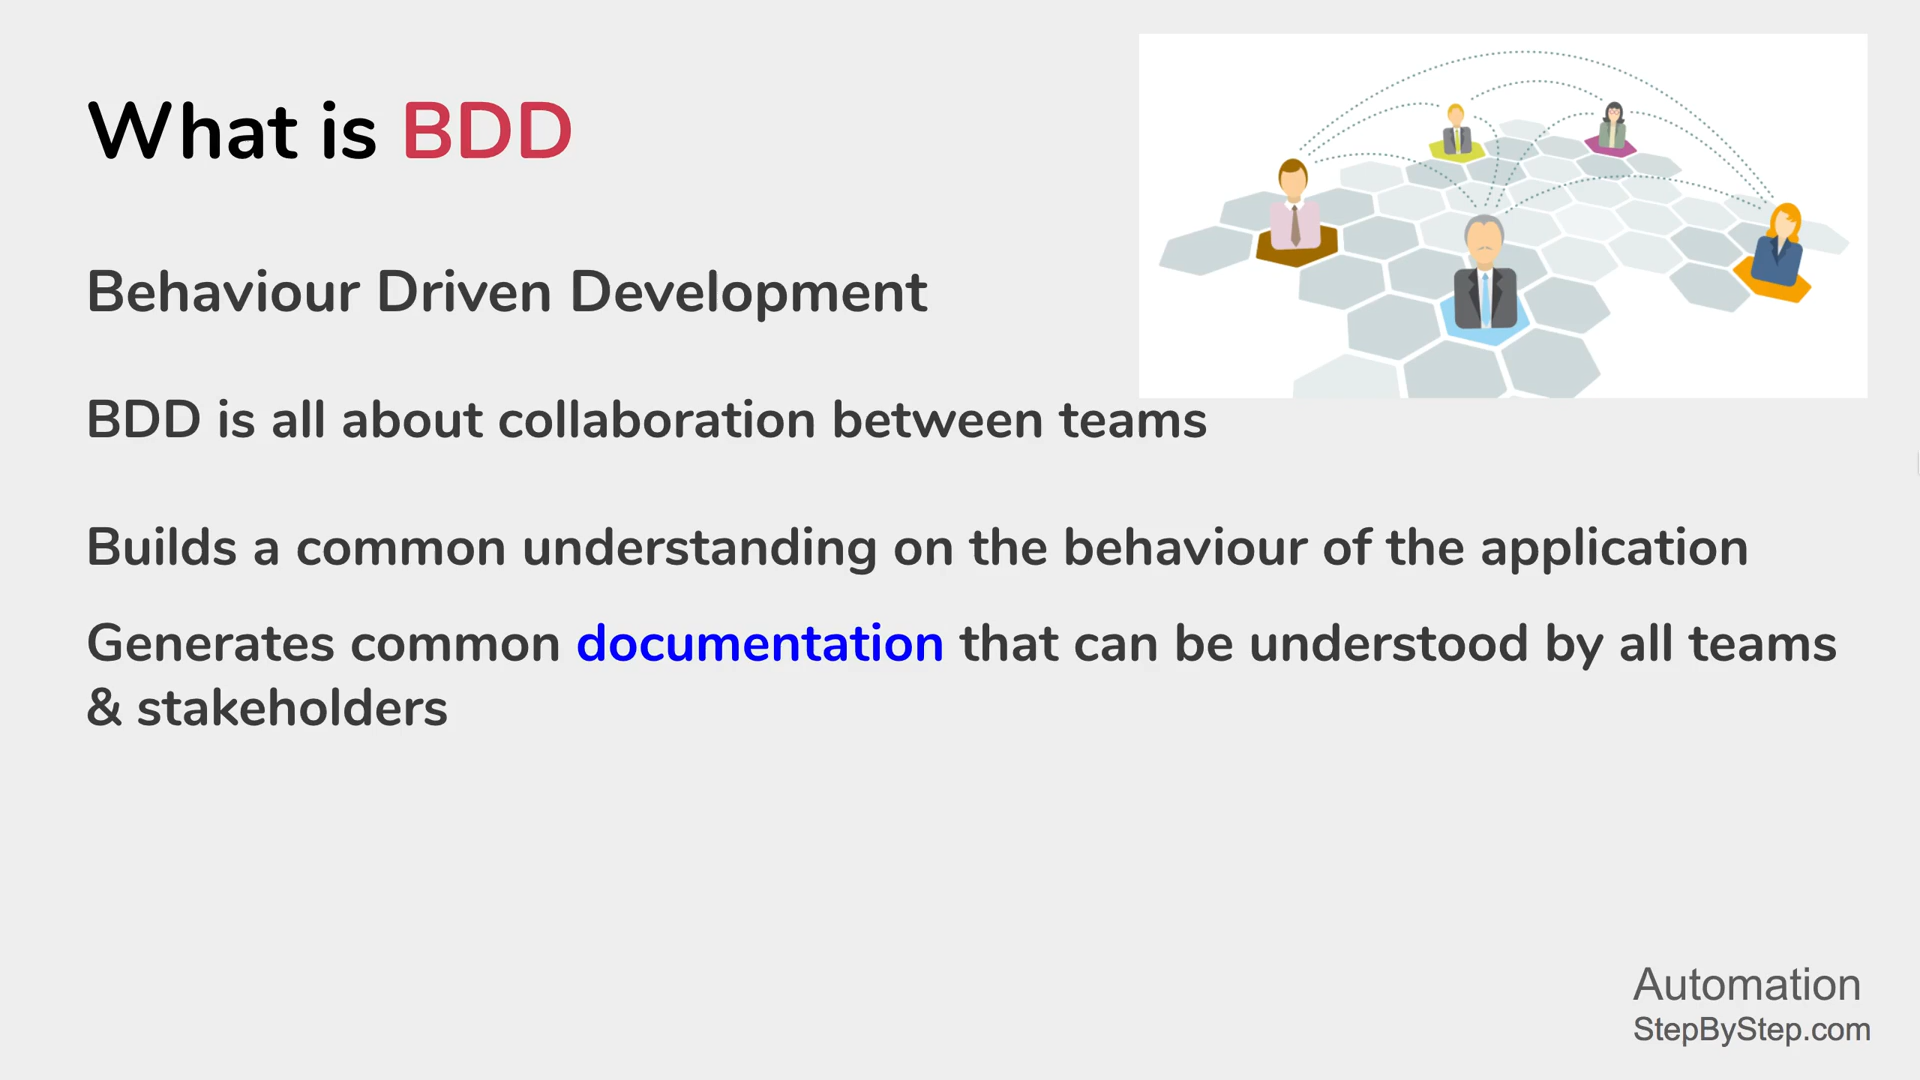 What is BDD
Behaviour Driven Development
BDD is all about collaboration between teams
Builds a common understanding on the behaviour of the application
Generates common documentation that can be understood by all teams
& stakeholders
Automation
StepByStep.com